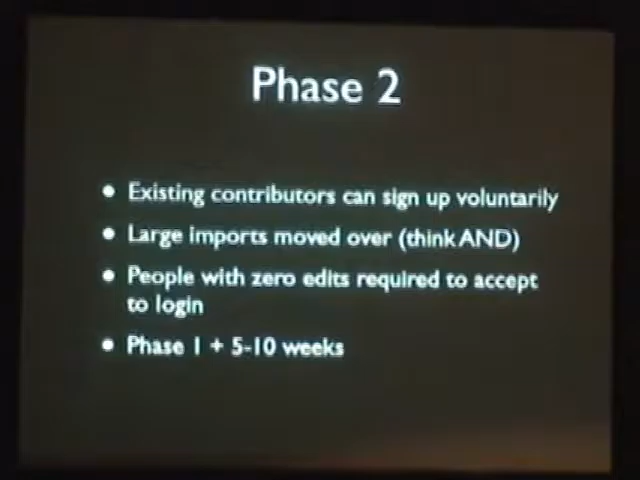 Phase 2
• Existing contributors can sign up voluntarily
• Large imports moved over (think AND)
• People with zero edits required to accept
to login
• Phase 1 + 5-10 weeks